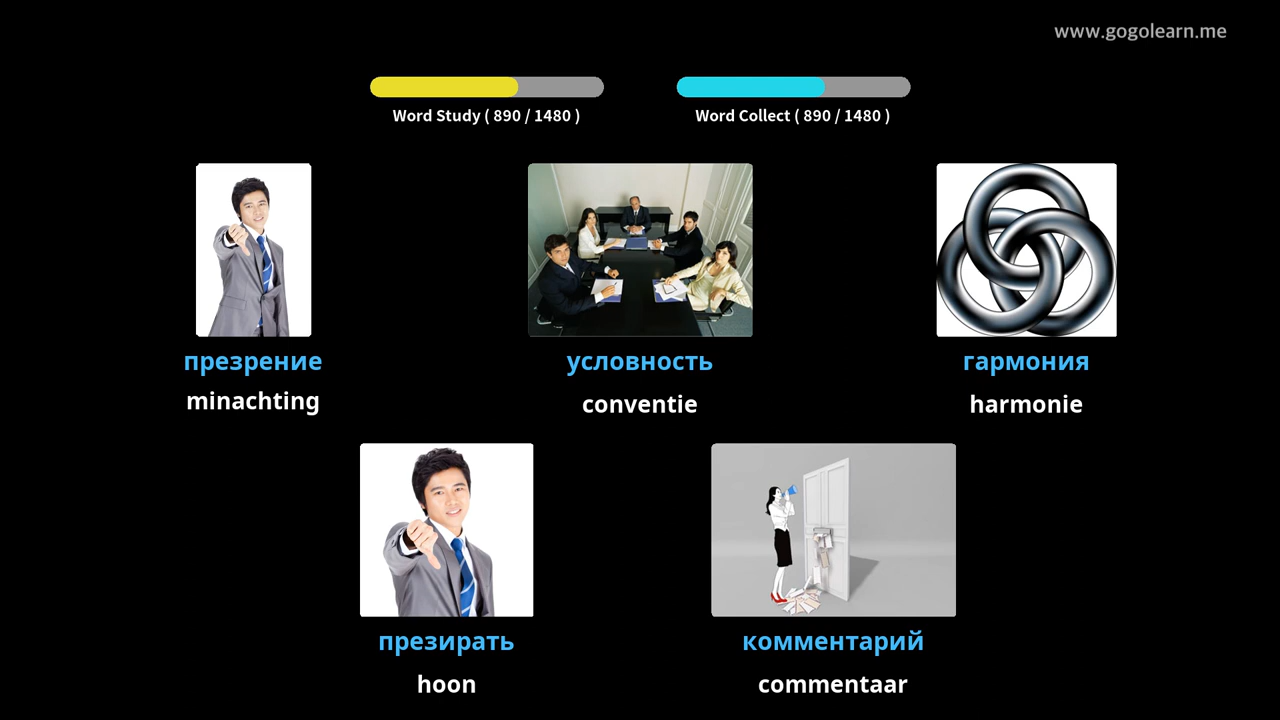 www.gogolearn.me
Word Study ( 890 / 1480 )
Word Collect ( 890 / 1480 )
презрение
minachting
условность
conventie
гармония
harmonie
презирать
hoon
комментарий
commentaar